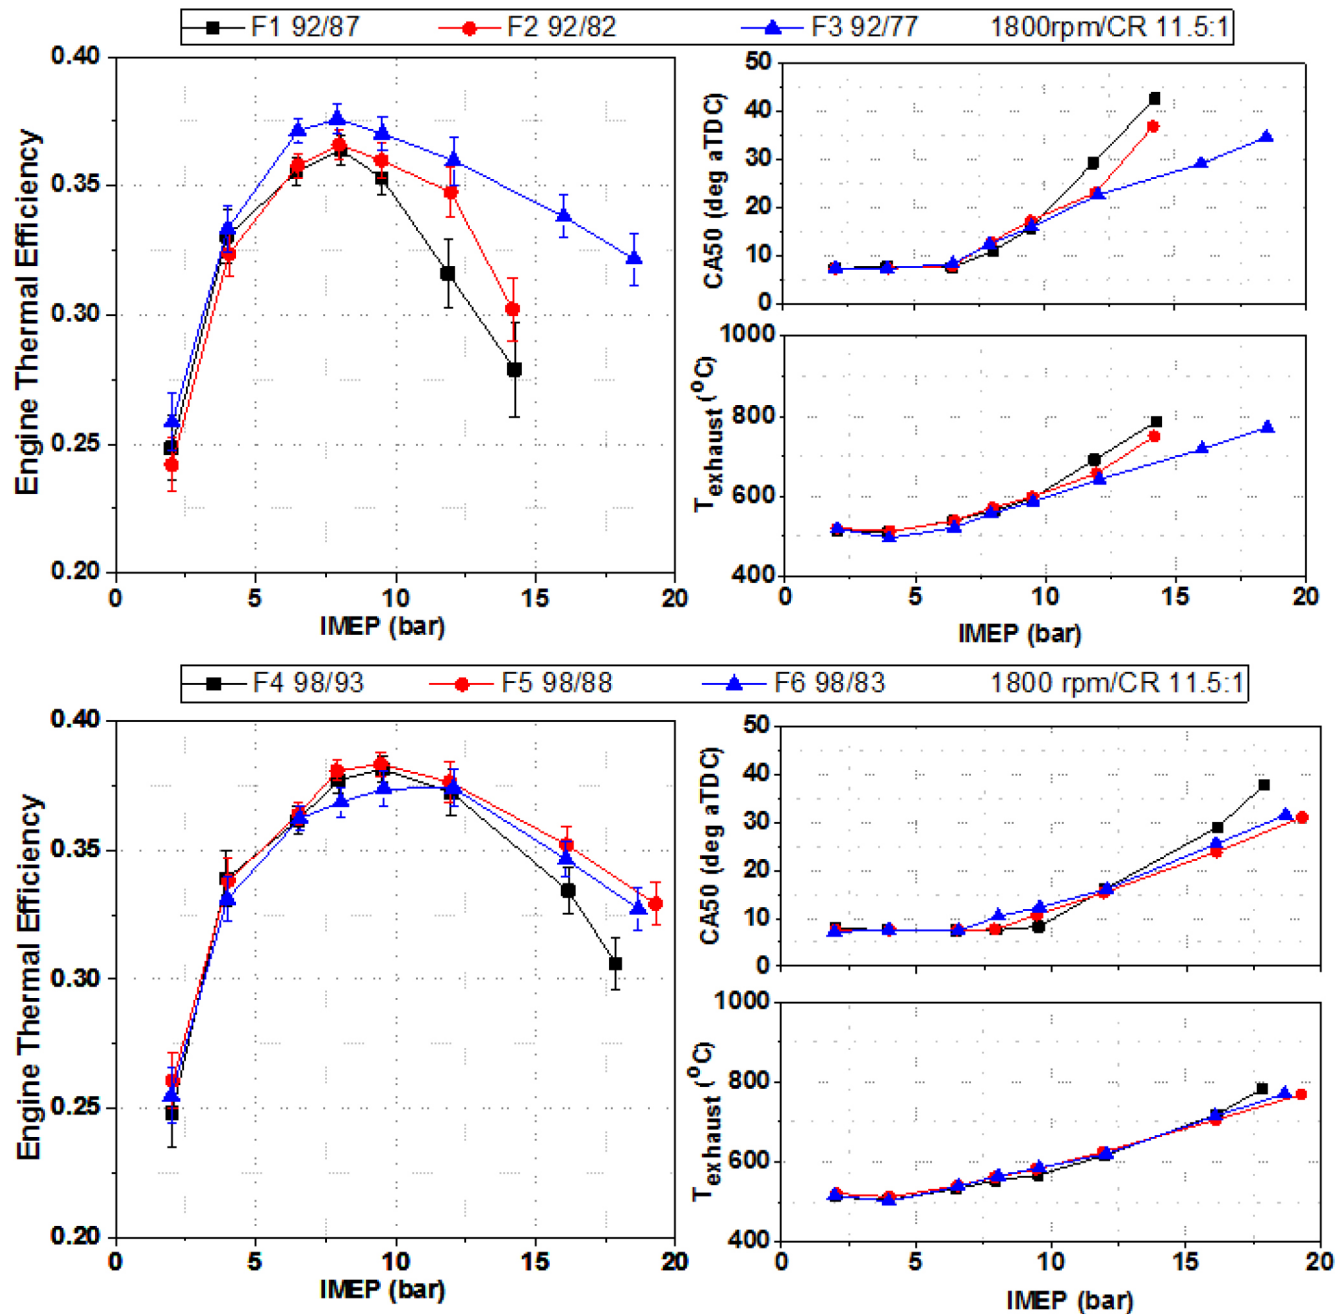 F1 92/87 F2 92/82 F3 92/77 1800rpm/CR 11.5:1
Engine Thermal Efficiency
0.40
0.35
0.30
0.25
0.20
0 5 10 15 20
IMEP (bar)
CA50 (deg aTDC)
50
40
30
20
10
0
Texhaust (oC)
1000
800
600
400
0 5 10 15 20
IMEP (bar)
F4 98/93 F5 98/88 F6 98/83 1800 rpm/CR 11.5:1
Engine Thermal Efficiency
0.40
0.35
0.30
0.25
0.20
0 5 10 15 20
IMEP (bar)
CA50 (deg aTDC)
50
40
30
20
10
0
Texhaust (oC)
1000
800
600
400
0 5 10 15 20
IMEP (bar)